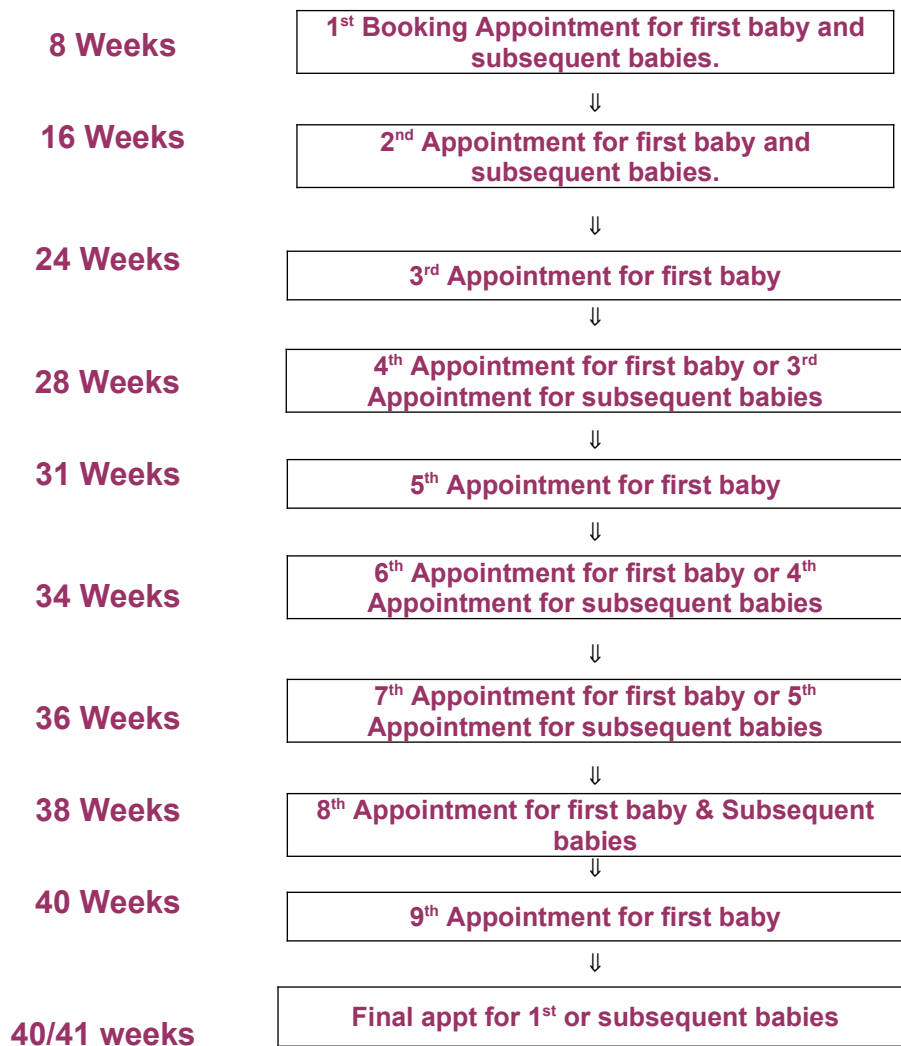 8 Weeks
1st Booking Appointment for first baby and
subsequent babies.
⇓
16 Weeks
2nd Appointment for first baby and
subsequent babies.
⇓
24 Weeks
3rd Appointment for first baby
⇓
28 Weeks
4th Appointment for first baby or 3rd
Appointment for subsequent babies
⇓
31 Weeks
5th Appointment for first baby
⇓
34 Weeks
6th Appointment for first baby or 4th
Appointment for subsequent babies
⇓
36 Weeks
7th Appointment for first baby or 5th
Appointment for subsequent babies
⇓
38 Weeks
8th Appointment for first baby & Subsequent
babies
⇓
40 Weeks
9th Appointment for first baby
⇓
40/41 weeks
Final appt for 1st or subsequent babies